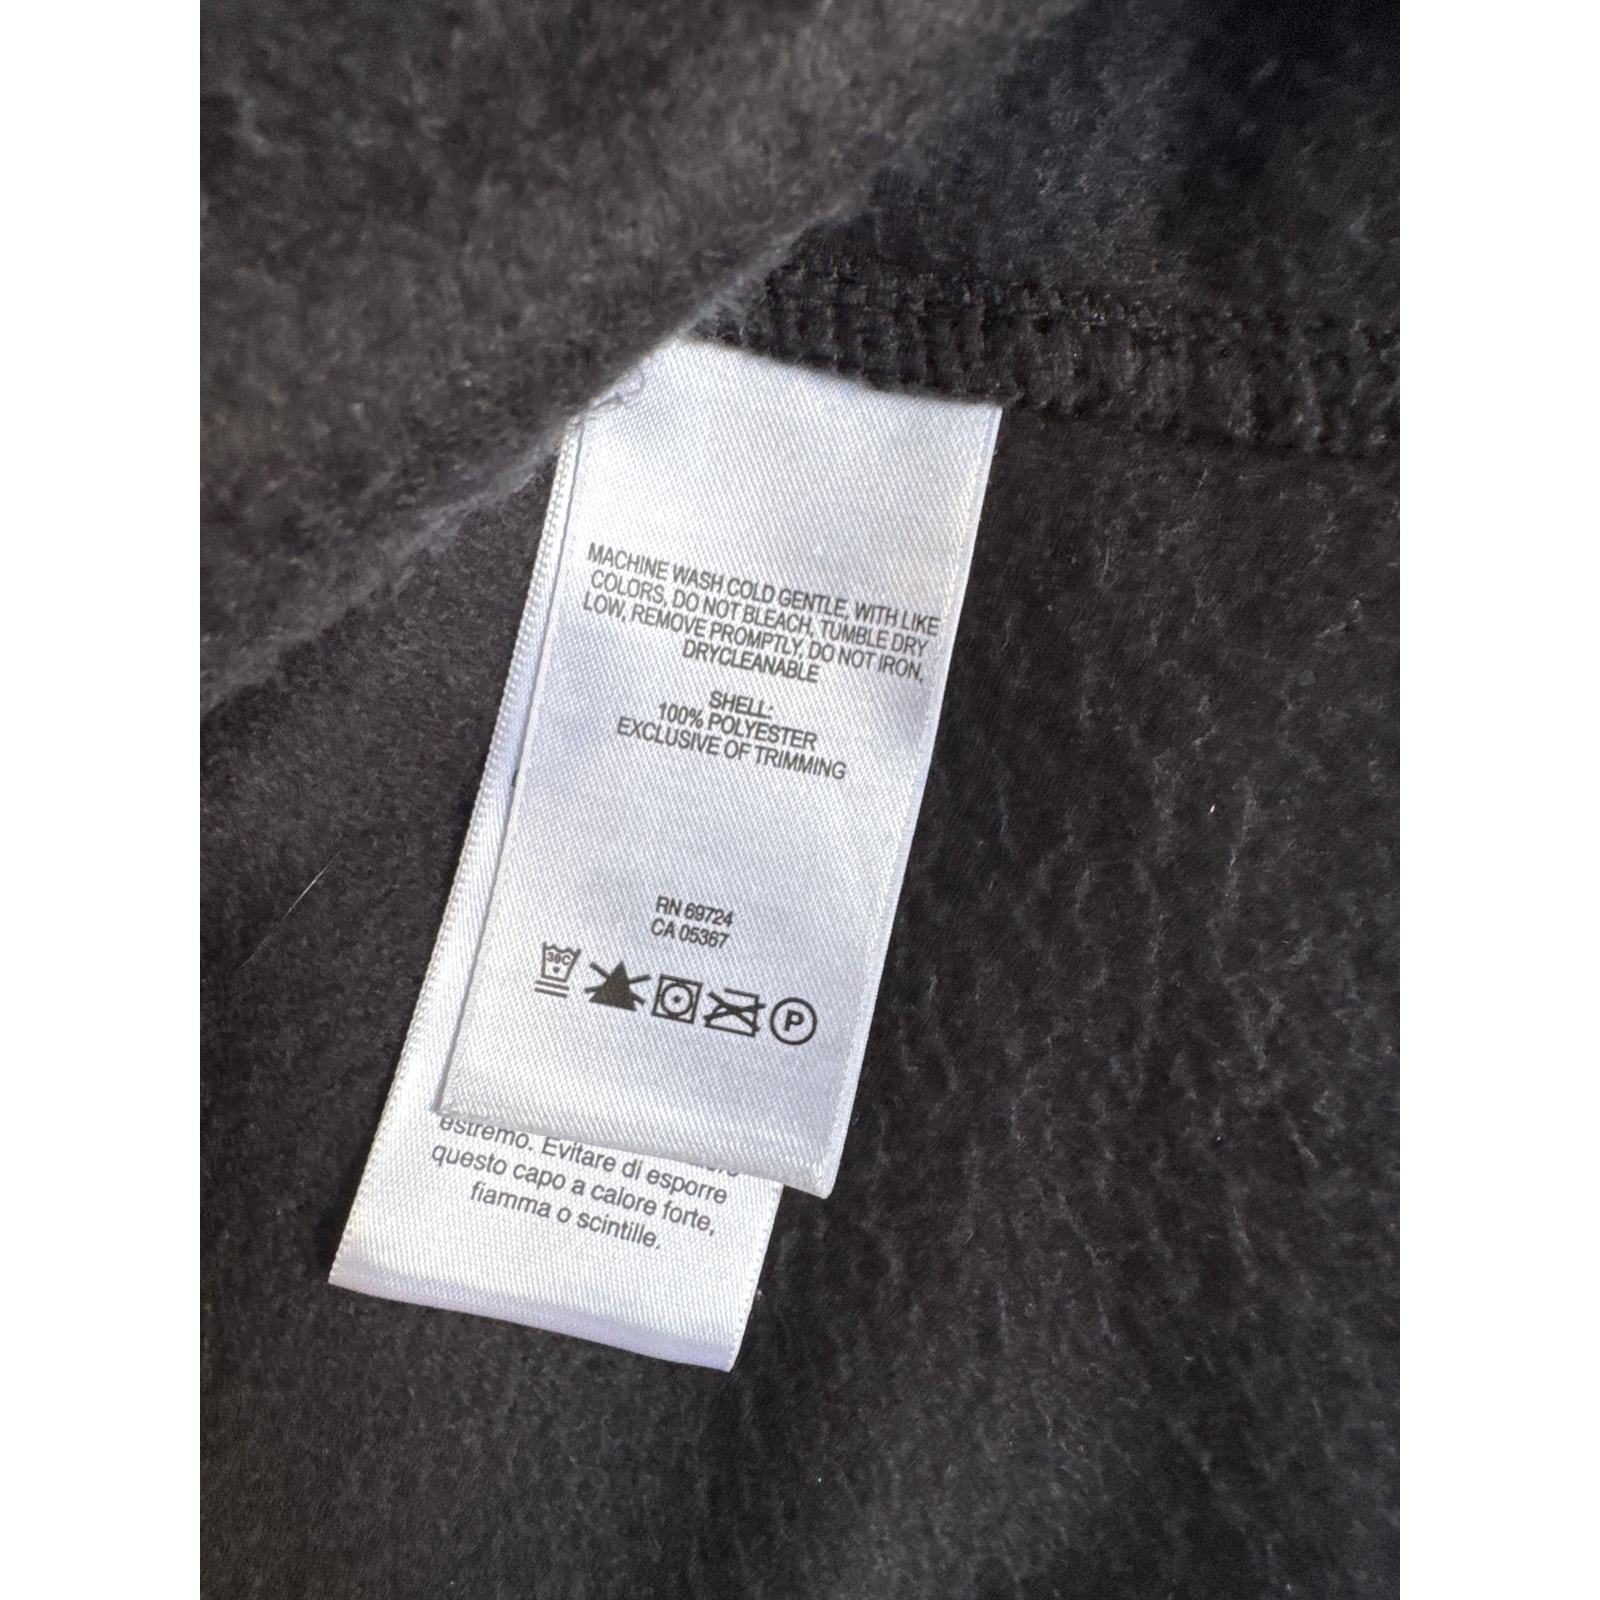 MACHINE WASH COLD GENTLE, WITH LIKE
COLORS, DO NOT BLEACH, TUMBLE DRY
LOW, REMOVE PROMPTLY, DO NOT IRON,
DRYCLEANABLE
SHELL:
100% POLYESTER
EXCLUSIVE OF TRIMMING
RN 69724
CA 05367
30C
P
estremo. Evitare di esporre
questo capo a calore forte,
fiamma o scintille.